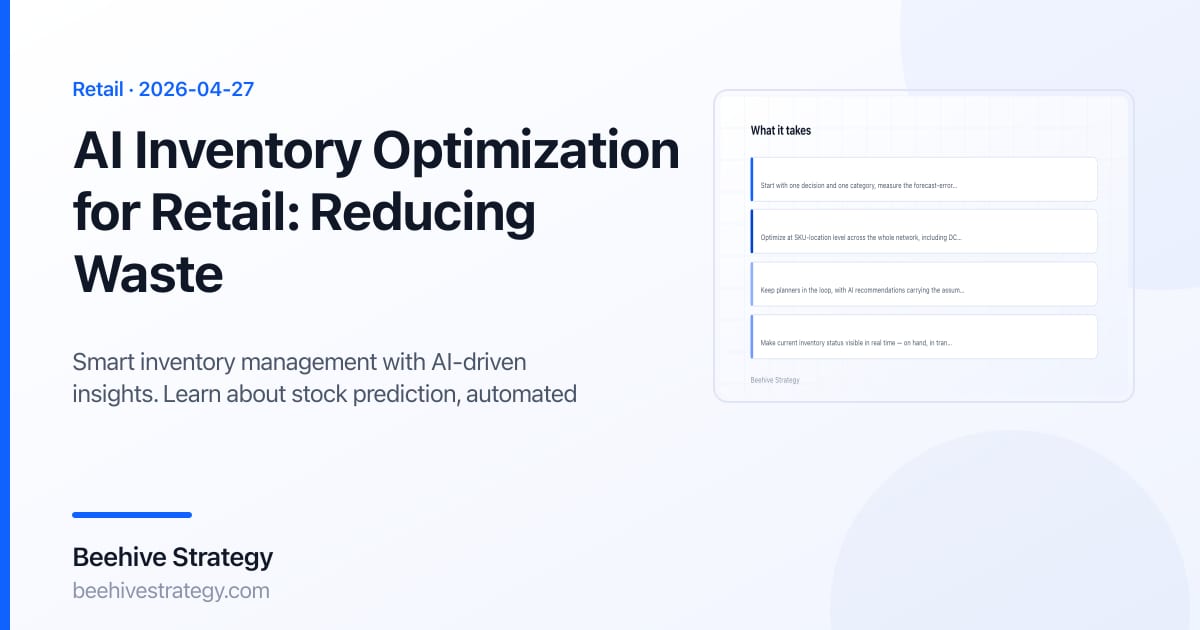 Retail · 2026-04-27
AI Inventory Optimization
for Retail: Reducing
Waste
Smart inventory management with AI-driven
insights. Learn about stock prediction, automated
Beehive Strategy
beehivestrategy.com
What it takes
Start with one decision and one category, measure the forecast-error...
Optimize at SKU-location level across the whole network, including DC...
Keep planners in the loop, with AI recommendations carrying the assum...
Make current inventory status visible in real time — on hand, in tran...
Beehive Strategy